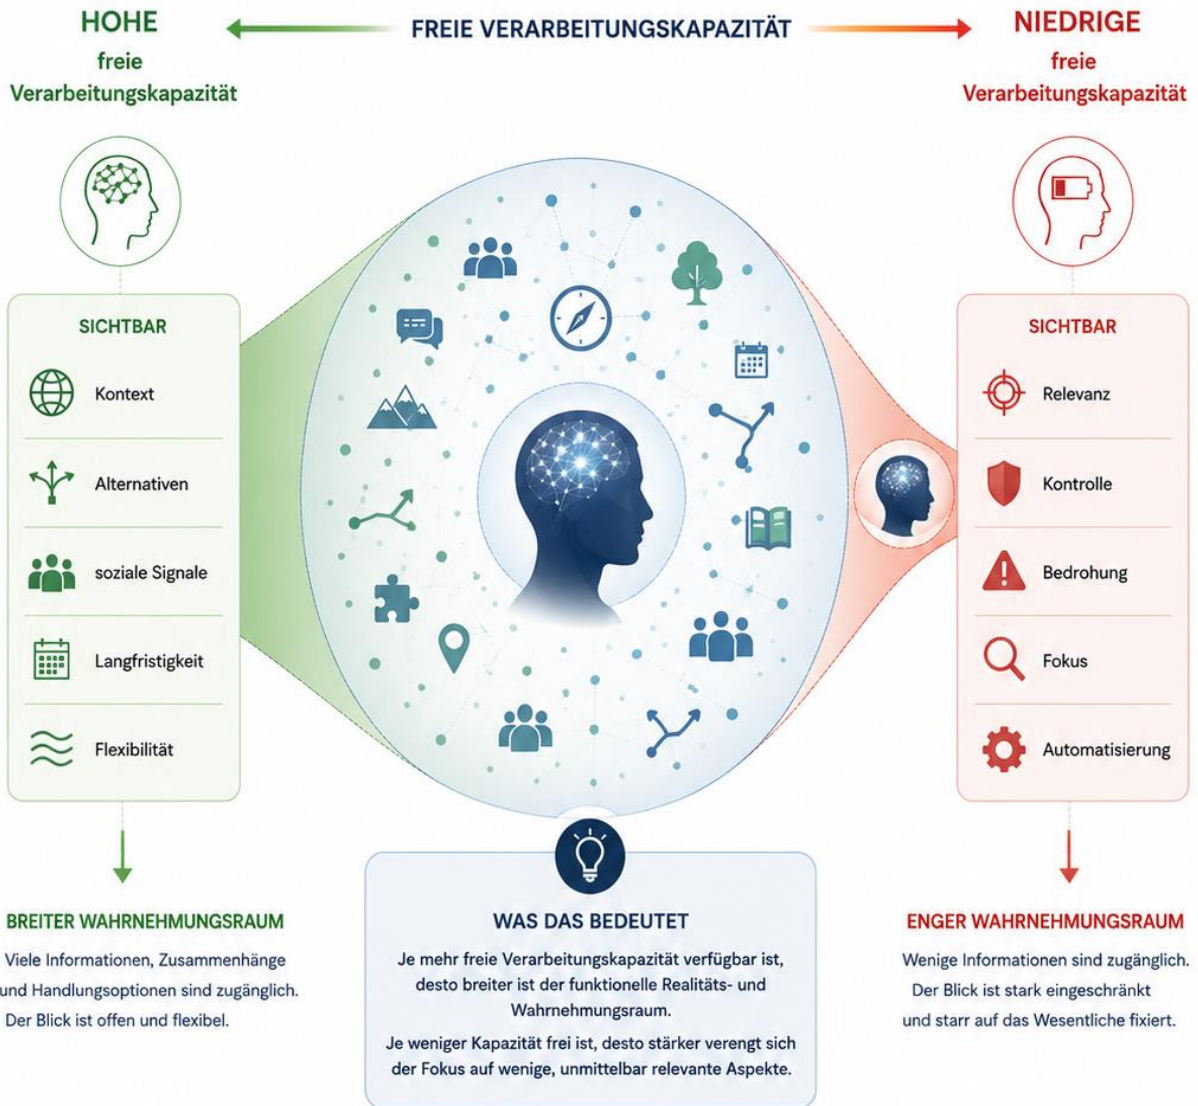 HOHE
freie
Verarbeitungskapazität
FREIE VERARBEITUNGSKAPAZITÄT
NIEDRIGE
freie
Verarbeitungskapazität
SICHTBAR
Kontext
Alternativen
soziale Signale
Langfristigkeit
Flexibilität
SICHTBAR
Relevanz
Kontrolle
Bedrohung
Fokus
Automatisierung
BREITER WAHRNEHMUNGSRAUM
Viele Informationen, Zusammenhänge
und Handlungsoptionen sind zugänglich.
Der Blick ist offen und flexibel.
WAS DAS BEDEUTET
Je mehr freie Verarbeitungskapazität verfügbar ist,
desto breiter ist der funktionelle Realitäts- und
Wahrnehmungsraum.
Je weniger Kapazität frei ist, desto stärker verengt sich
der Fokus auf wenige, unmittelbar relevante Aspekte.
ENGER WAHRNEHMUNGSRAUM
Wenige Informationen sind zugänglich.
Der Blick ist stark eingeschränkt
und starr auf das Wesentliche fixiert.